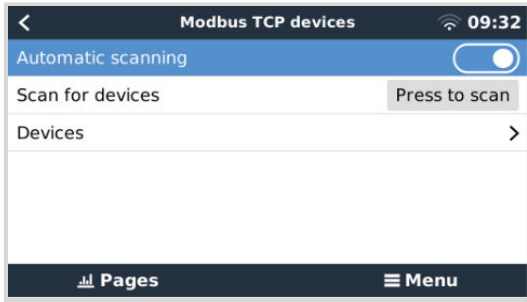 Modbus TCP devices 09:32
Automatic scanning
Scan for devices Press to scan
Devices
Pages Menu